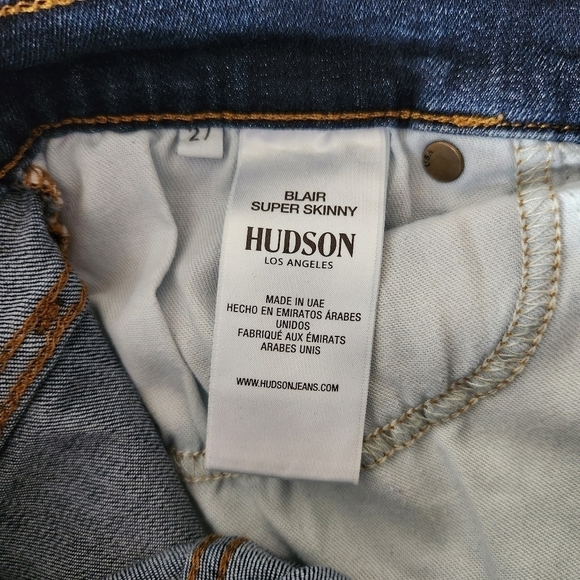 27
BLAIR
SUPER SKINNY
HUDSON
LOS ANGELES
MADE IN UAE
HECHO EN EMIRATOS ÁRABES
UNIDOS
FABRIQUÉ AUX ÉMIRATS
ARABES UNIS
WWW.HUDSONJEANS.COM